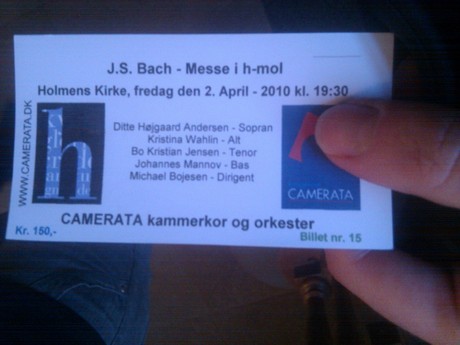 J.S. Bach - Messe i h-mol
Holmens Kirke, fredag den 2. April - 2010 kl. 19:30
WWW.CAMERATA.DK
h
Ditte Højgaard Andersen - Sopran
Kristina Wahlin - Alt
Bo Kristian Jensen - Tenor
Johannes Mannov - Bas
Michael Bojesen - Dirigent
CAMERATA
CAMERATA kammerkor og orkester
Kr. 150,-
Billet nr. 15